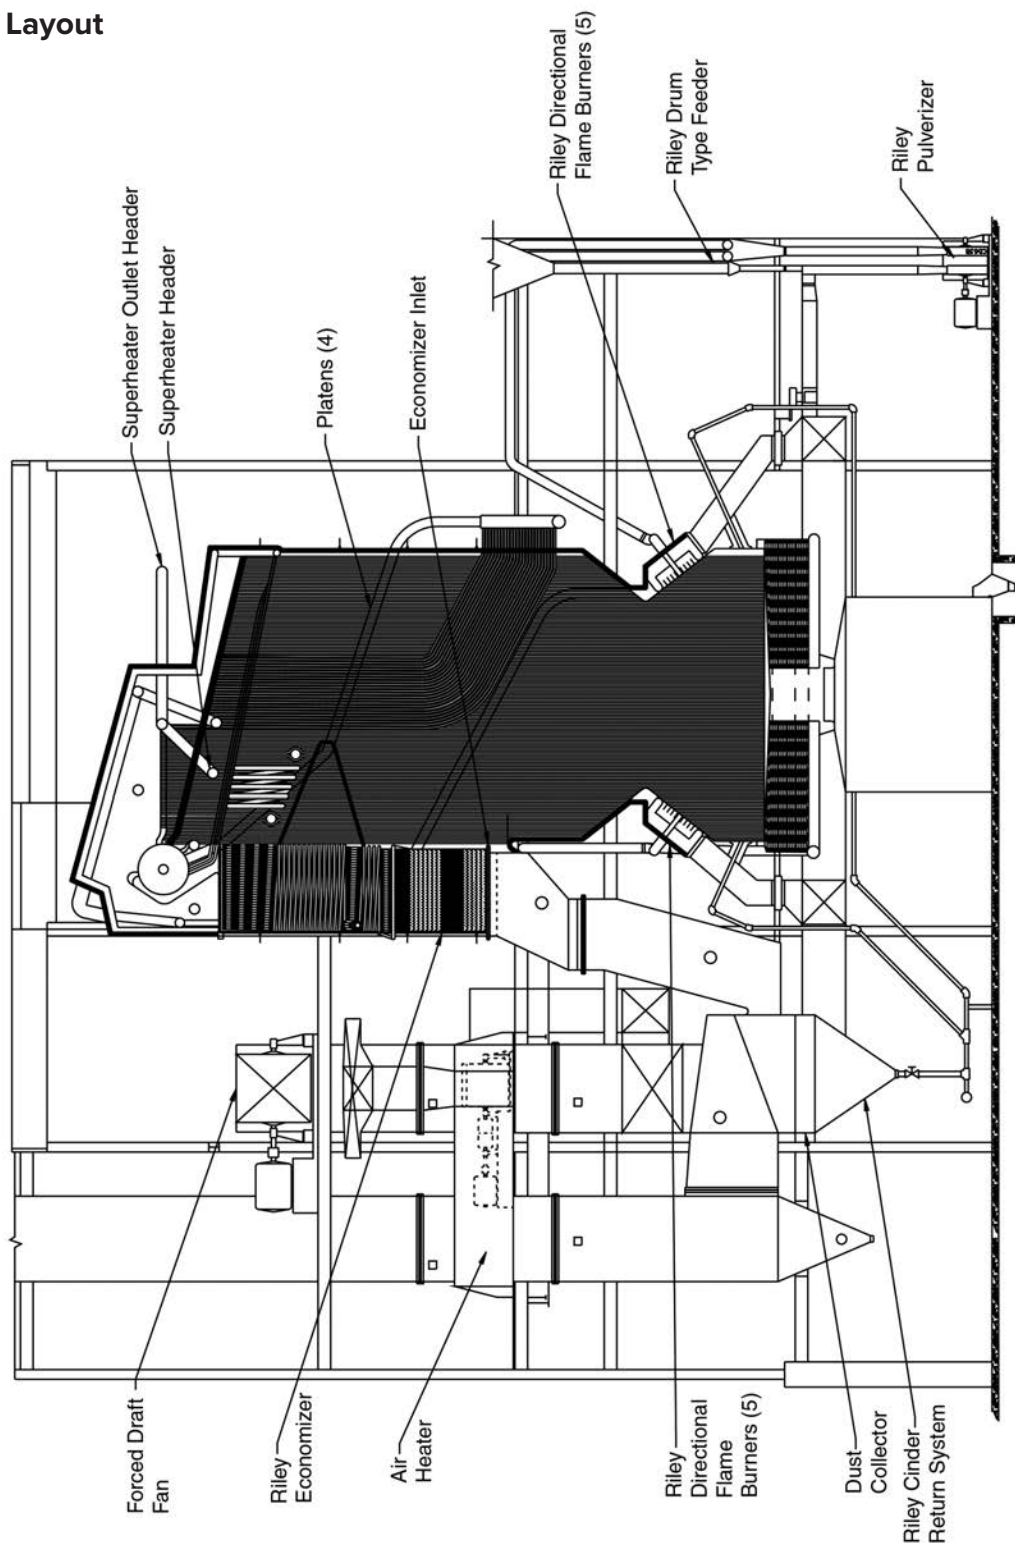 Layout
Superheater Outlet Header
Superheater Header
Platens (4)
Economizer Inlet
Riley Directional
Flame Burners (5)
Riley Drum
Type Feeder
Riley
Pulverizer
Forced Draft
Fan
Riley
Economizer
Air
Heater
Riley
Directional
Flame
Burners (5)
Dust
Collector
Riley Cinder
Return System